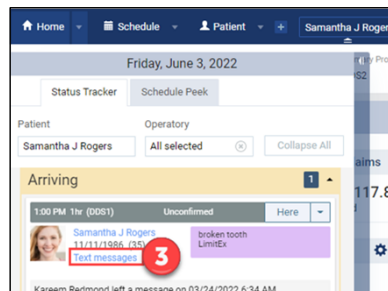 Home Schedule Patient + Samantha J Roger
Friday, June 3, 2022
Status Tracker Schedule Peek
Patient Operatory
Samantha J Rogers All selected Collapse All
aims
Arriving 1
117.8
1:00 PM 1hr (DDS1) Unconfirmed Here
Samantha J Rogers broken tooth
11/11/1986 (35) LimitEx
Text messages 3
Kareem Redmond left a message on 03/24/2022 6:34 AM